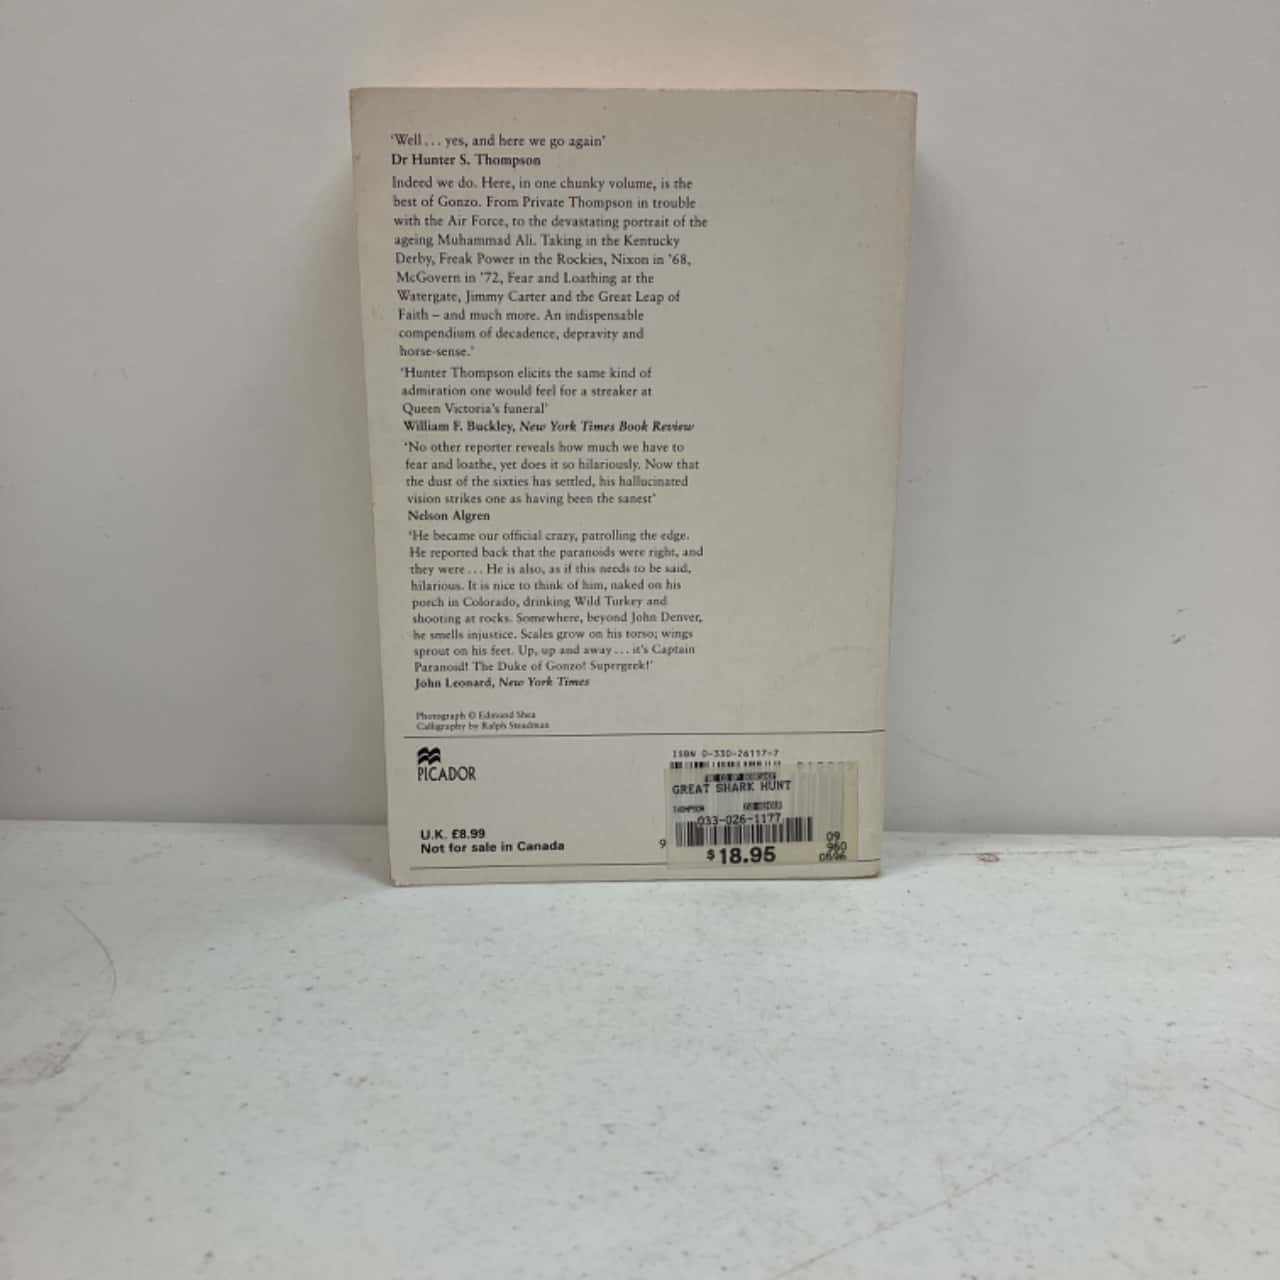 ‘Well... yes, and here we go again’
Dr Hunter S. Thompson
Indeed we do. Here, in one chunky volume, is the
best of Gonzo. From Private Thompson in trouble
with the Air Force, to the devastating portrait of the
ageing Muhammad Ali. Taking in the Kentucky
Derby, Freak Power in the Rockies, Nixon in ’68,
McGovern in ’72, Fear and Loathing at the
Watergate, Jimmy Carter and the Great Leap of
Faith – and much more. An indispensable
compendium of decadence, depravity and
horse-sense.’
‘Hunter Thompson elicits the same kind of
admiration one would feel for a streaker at
Queen Victoria’s funeral’
William F. Buckley, New York Times Book Review
‘No other reporter reveals how much we have to
fear and loathe, yet does it so hilariously. Now that
the dust of the sixties has settled, his hallucinated
vision strikes one as having been the sanest’
Nelson Algren
‘He became our official crazy, patrolling the edge.
He reported back that the paranoids were right, and
they were... He is also, as if this needs to be said,
hilarious. It is nice to think of him, naked on his
porch in Colorado, drinking Wild Turkey and
shooting at rocks. Somewhere, beyond John Denver,
he smells injustice. Scales grow on his torso; wings
sprout on his feet. Up, up and away... it’s Captain
Paranoid! The Duke of Gonzo! Supergrek!’
John Leonard, New York Times
Photograph © Edmund Shea
Calligraphy by Ralph Steadman
PICADOR
U.K. £8.99
Not for sale in Canada
ISBN 0-330-26117-7
GREAT SHARK HUNT
THOMPSON
033-026-1177
9
$18.95
09
960
0696